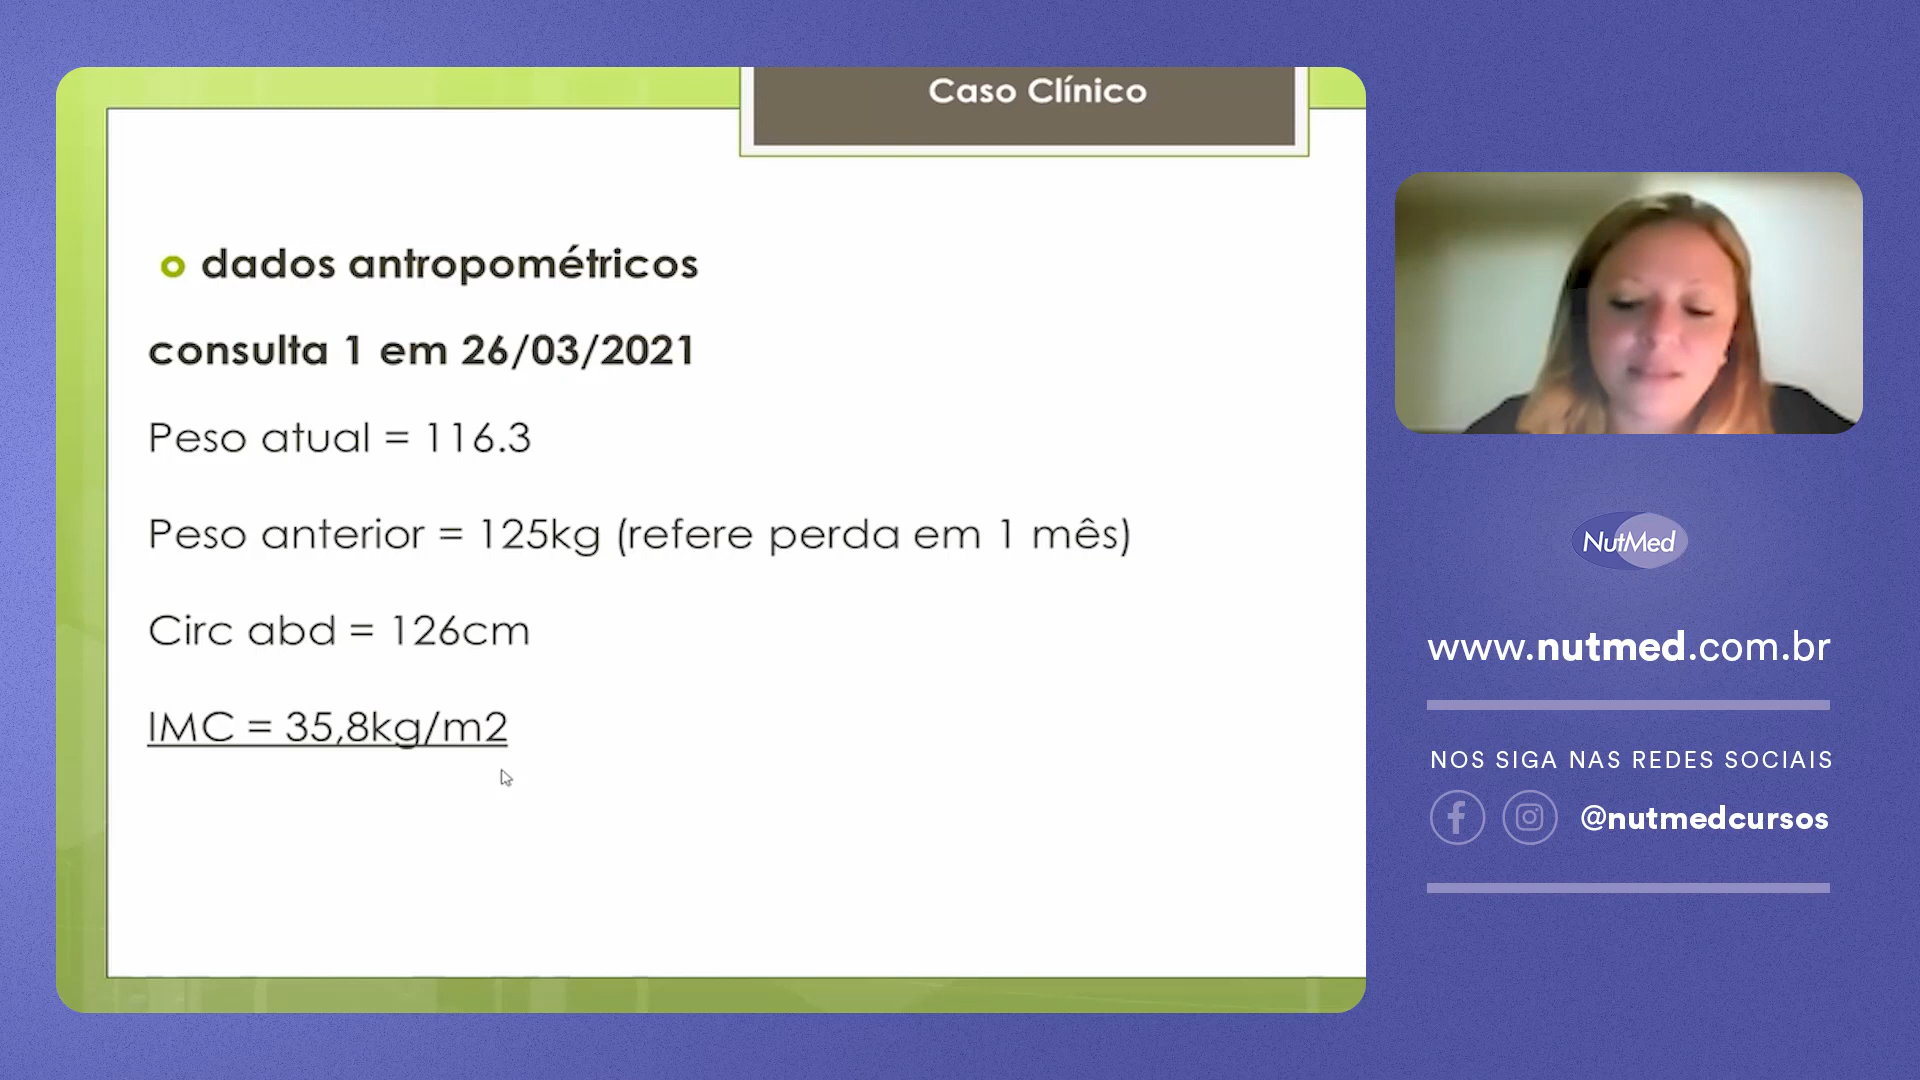 Caso Clínico
dados antropométricos
consulta 1 em 26/03/2021
Peso atual = 116.3
Peso anterior = 125kg (refere perda em 1 mês)
Circ abd = 126cm
IMC = 35,8kg/m2
NutMed
www.nutmed.com.br
NOS SIGA NAS REDES SOCIAIS
@nutmedcursos